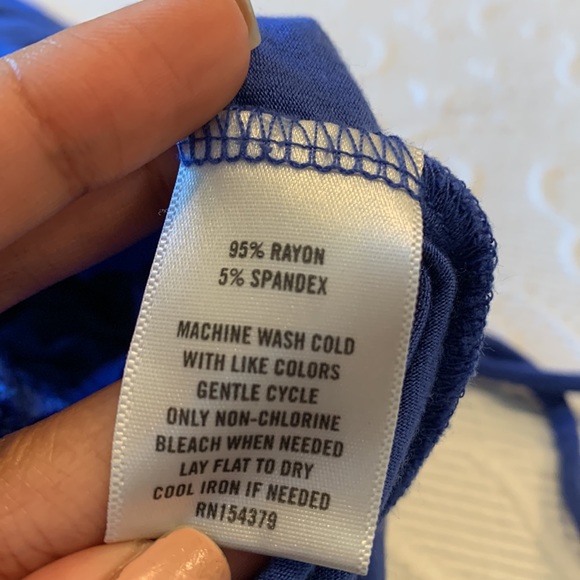 95% RAYON
5% SPANDEX
MACHINE WASH COLD
WITH LIKE COLORS
GENTLE CYCLE
ONLY NON-CHLORINE
BLEACH WHEN NEEDED
LAY FLAT TO DRY
COOL IRON IF NEEDED
RN154379